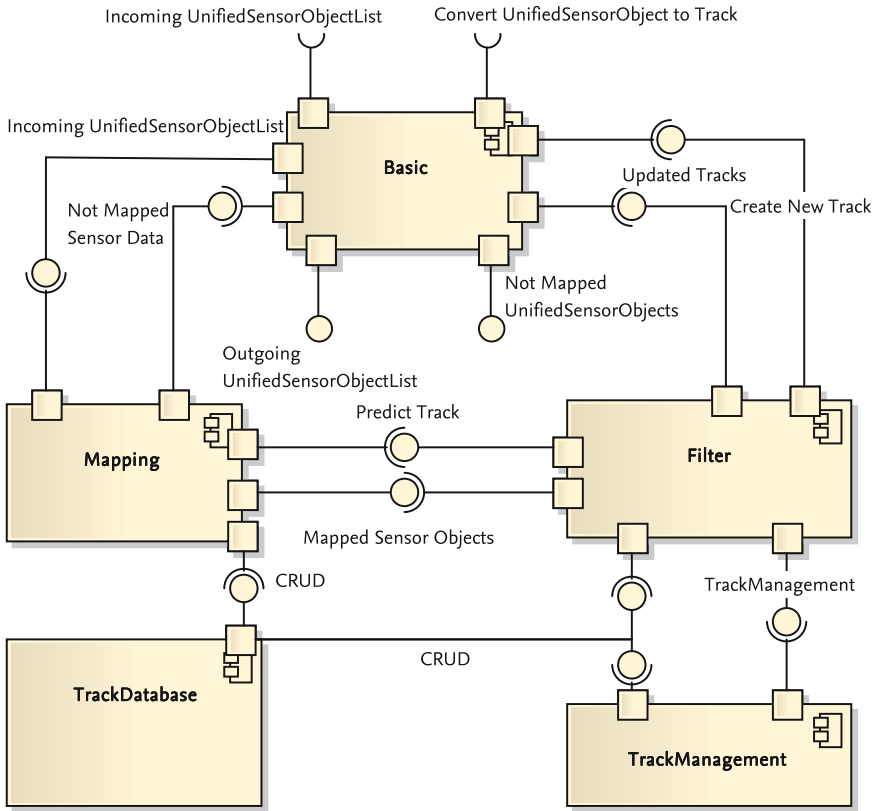 Incoming UnifiedSensorObjectList
Convert UnifiedSensorObject to Track
Incoming UnifiedSensorObjectList
Basic
Updated Tracks
Not Mapped
Sensor Data
Create New Track
Not Mapped
UnifiedSensorObjects
Outgoing
UnifiedSensorObjectList
Predict Track
Mapping
Filter
Mapped Sensor Objects
CRUD
TrackManagement
CRUD
TrackDatabase
TrackManagement